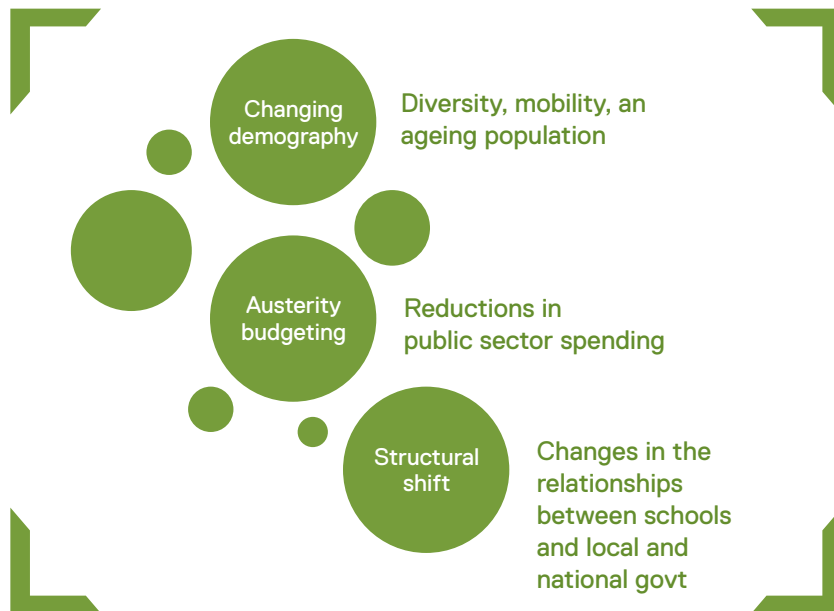 Changing
demography
Diversity, mobility, an
ageing population
Austerity
budgeting
Reductions in
public sector spending
Structural
shift
Changes in the
relationships
between schools
and local and
national govt